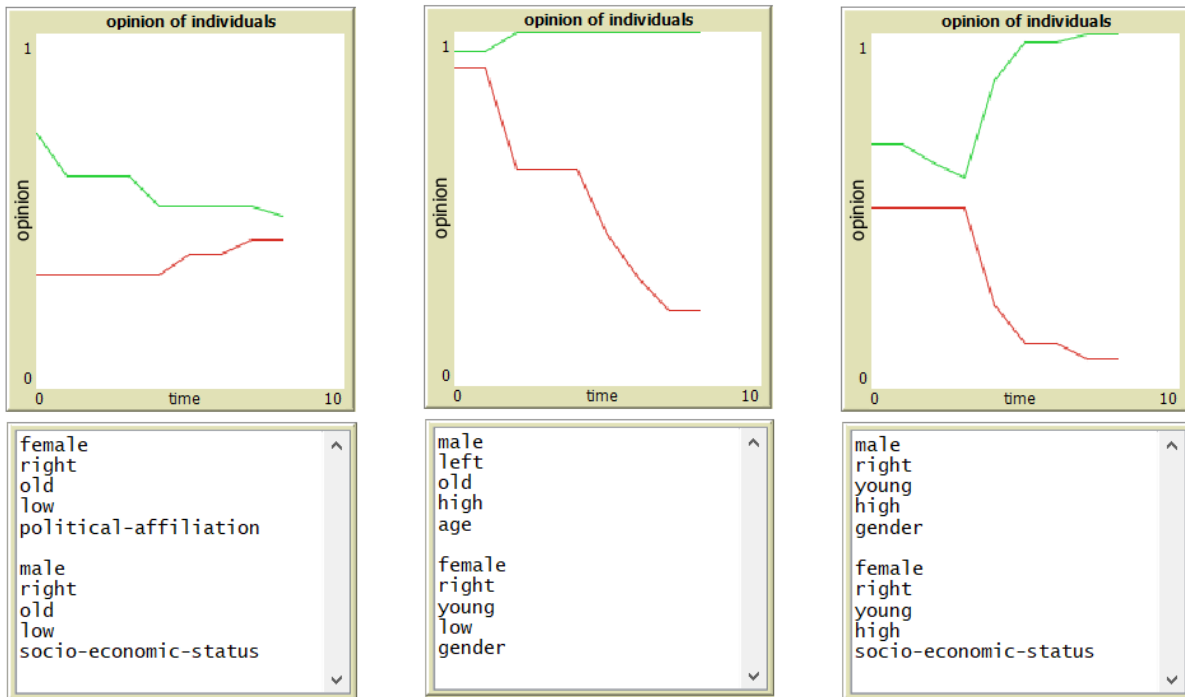 opinion of individuals
1
opinion
0
0
time
10
female
right
old
low
political-affiliation
male
right
old
low
socio-economic-status
opinion of individuals
1
opinion
0
0
time
10
male
left
old
high
age
female
right
young
low
gender
opinion of individuals
1
opinion
0
0
time
10
male
right
young
high
gender
female
right
young
high
socio-economic-status